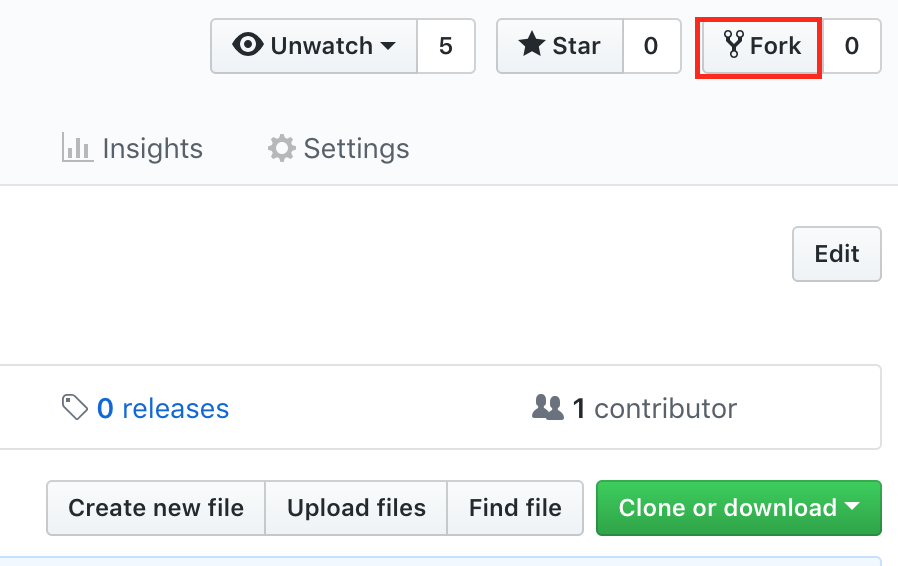 Unwatch 5 Star 0 Fork 0
Insights Settings
Edit
0 releases 1 contributor
Create new file Upload files Find file Clone or download